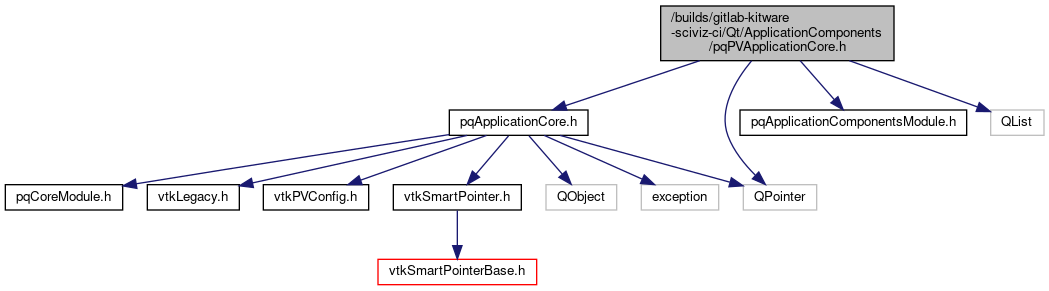 /builds/gitlab-kitware
-sciviz-ci/Qt/ApplicationComponents
/pqPVApplicationCore.h
pqApplicationCore.h
pqApplicationComponentsModule.h
QList
pqCoreModule.h
vtkLegacy.h
vtkPVConfig.h
vtkSmartPointer.h
QObject
exception
QPointer
vtkSmartPointerBase.h